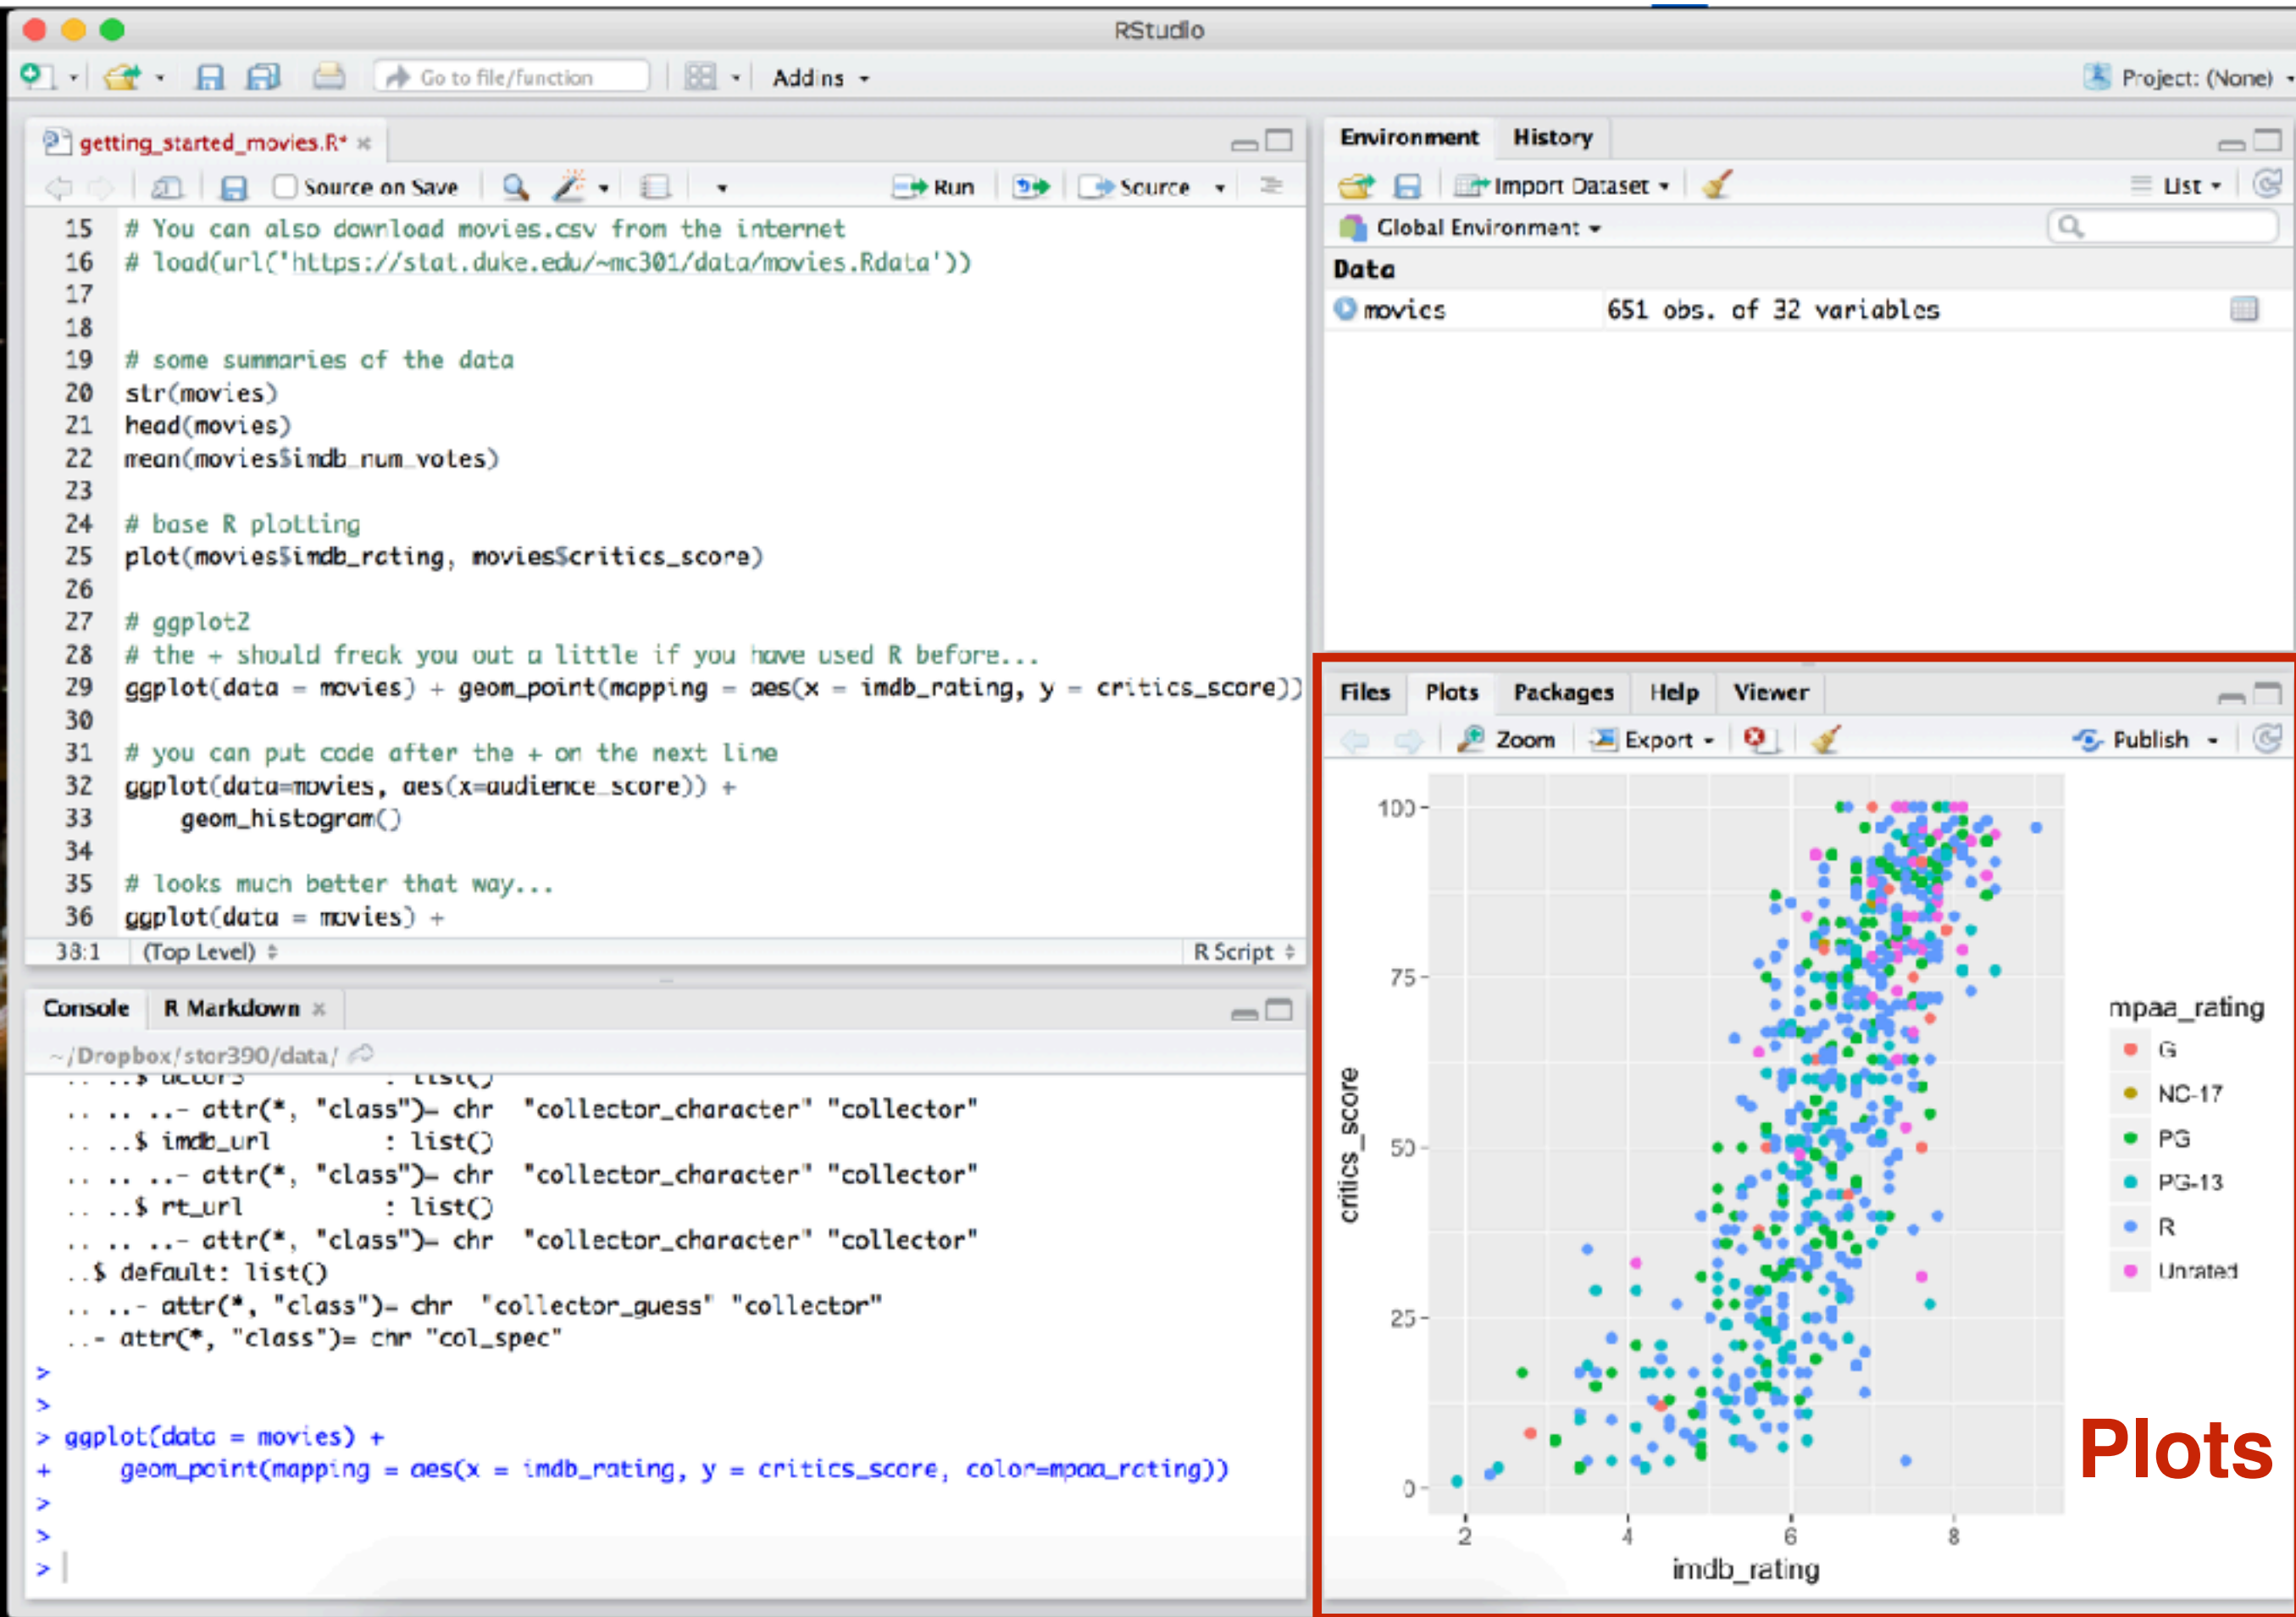 RStudio
Go to file/function
Addins
Project: (None)
getting_started_movies.R*
Source on Save
Run
Source
15 # You can also download movies.csv from the internet
16 # load(url('https://stat.duke.edu/~mc301/data/movies.Rdata'))
17
18
19 # some summaries of the data
20 str(movies)
21 head(movies)
22 mean(movies$imdb_num_votes)
23
24 # base R plotting
25 plot(movies$imdb_rating, movies$critics_score)
26
27 # ggplot2
28 # the + should freak you out a little if you have used R before...
29 ggplot(data = movies) + geom_point(mapping = aes(x = imdb_rating, y = critics_score))
30
31 # you can put code after the + on the next line
32 ggplot(data=movies, aes(x=audience_score)) +
33 geom_histogram()
34
35 # looks much better that way...
36 ggplot(data = movies) +
38:1 (Top Level) R Script
Console R Markdown
~/Dropbox/stor390/data/
.. ..$ actor5 : list()
.. .. ..- attr(*, "class")= chr "collector_character" "collector"
.. ..$ imdb_url : list()
.. .. ..- attr(*, "class")= chr "collector_character" "collector"
.. ..$ rt_url : list()
.. .. ..- attr(*, "class")= chr "collector_character" "collector"
..$ default: list()
.. ..- attr(*, "class")= chr "collector_guess" "collector"
..- attr(*, "class")= chr "col_spec"
>
>
> ggplot(data = movies) +
+ geom_point(mapping = aes(x = imdb_rating, y = critics_score, color=mpaa_rating))
>
>
>
Environment History
Import Dataset
List
Global Environment
Data
movies 651 obs. of 32 variables
Files Plots Packages Help Viewer
Zoom Export Publish
100
75
50
25
0
critics_score
2 4 6 8
imdb_rating
mpaa_rating
G
NC-17
PG
PG-13
R
Unrated
Plots